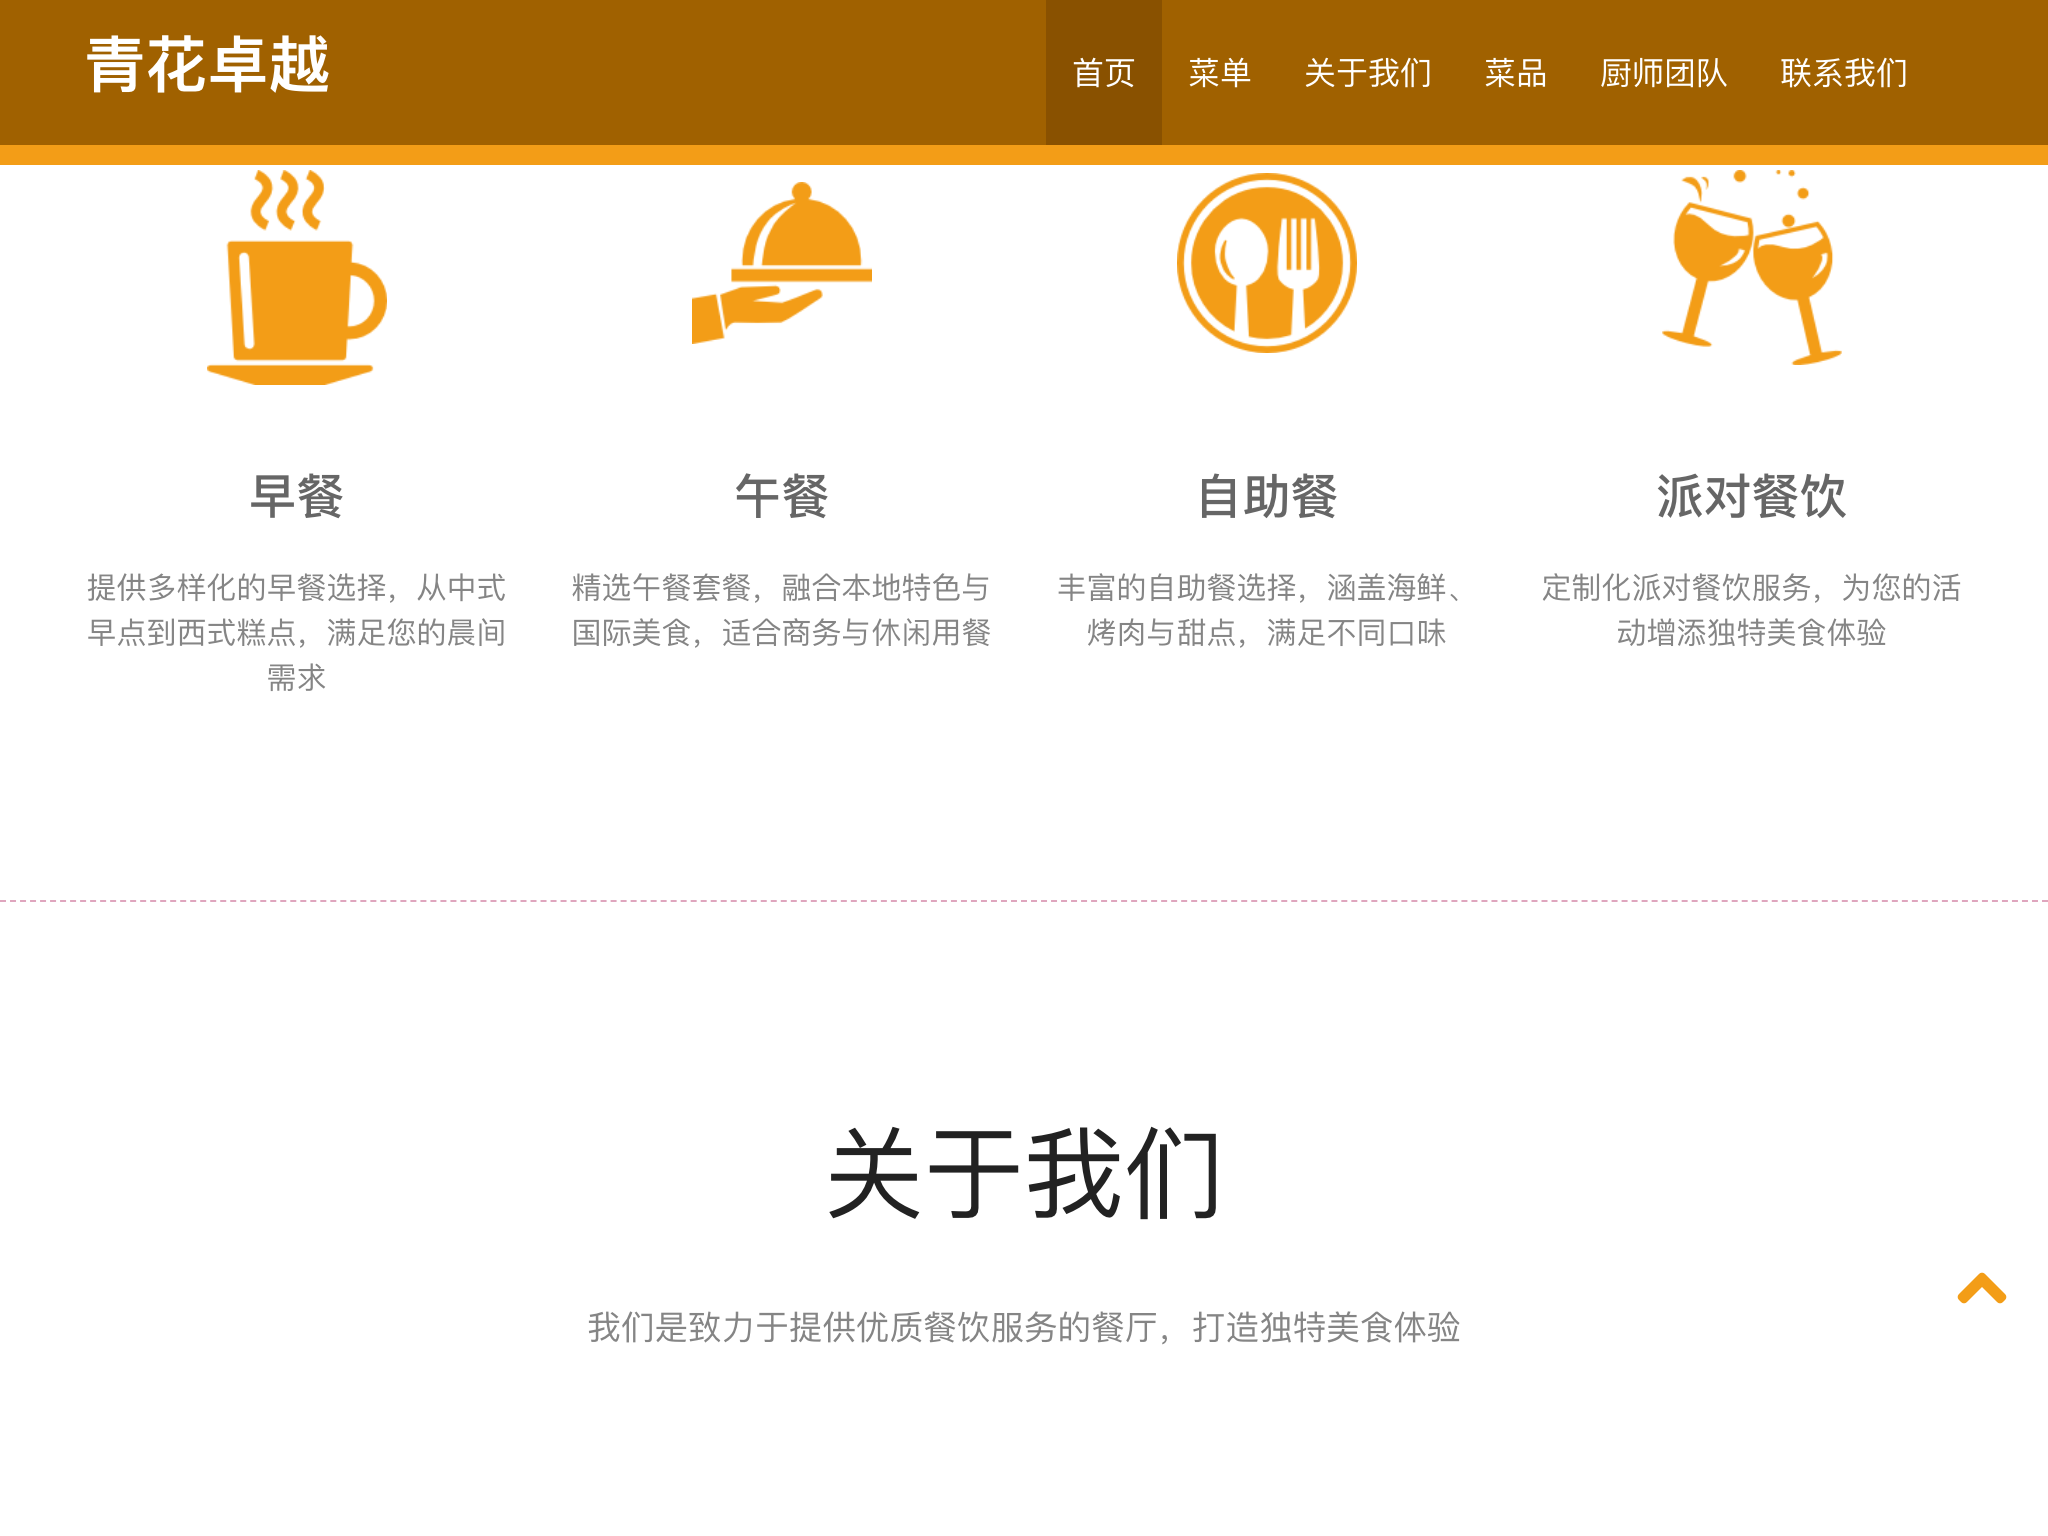 青花卓越
首页 菜单 关于我们 菜品 厨师团队 联系我们
早餐
提供多样化的早餐选择，从中式
早点到西式糕点，满足您的晨间
需求
午餐
精选午餐套餐，融合本地特色与
国际美食，适合商务与休闲用餐
自助餐
丰富的自助餐选择，涵盖海鲜、
烤肉与甜点，满足不同口味
派对餐饮
定制化派对餐饮服务，为您的活
动增添独特美食体验
关于我们
我们是致力于提供优质餐饮服务的餐厅，打造独特美食体验